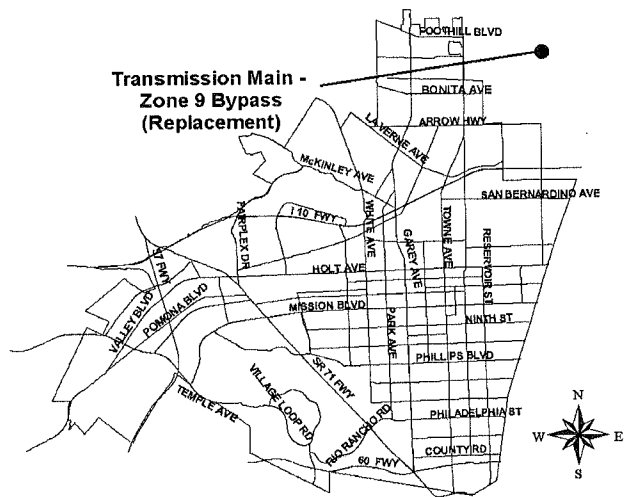 FOOTHILL BLVD
Transmission Main -
Zone 9 Bypass
(Replacement)
BONITA AVE
ARROW HWY
LA VERNE AVE
McKINLEY AVE
SAN BERNARDINO AVE
FAIRPLEX DR
I 10 FWY
WHITE AVE
GAREY AVE
TOWNE AVE
RESERVOIR ST
57 FWY
HOLT AVE
VALLEY BLVD
POMONA BLVD
MISSION BLVD
PARK AVE
NINTH ST
PHILLIPS BLVD
SR 71 FWY
TEMPLE AVE
VILLAGE LOOP RD
RIO RANCHO RD
PHILADELPHIA ST
COUNTY RD
60 FWY
N
W E
S